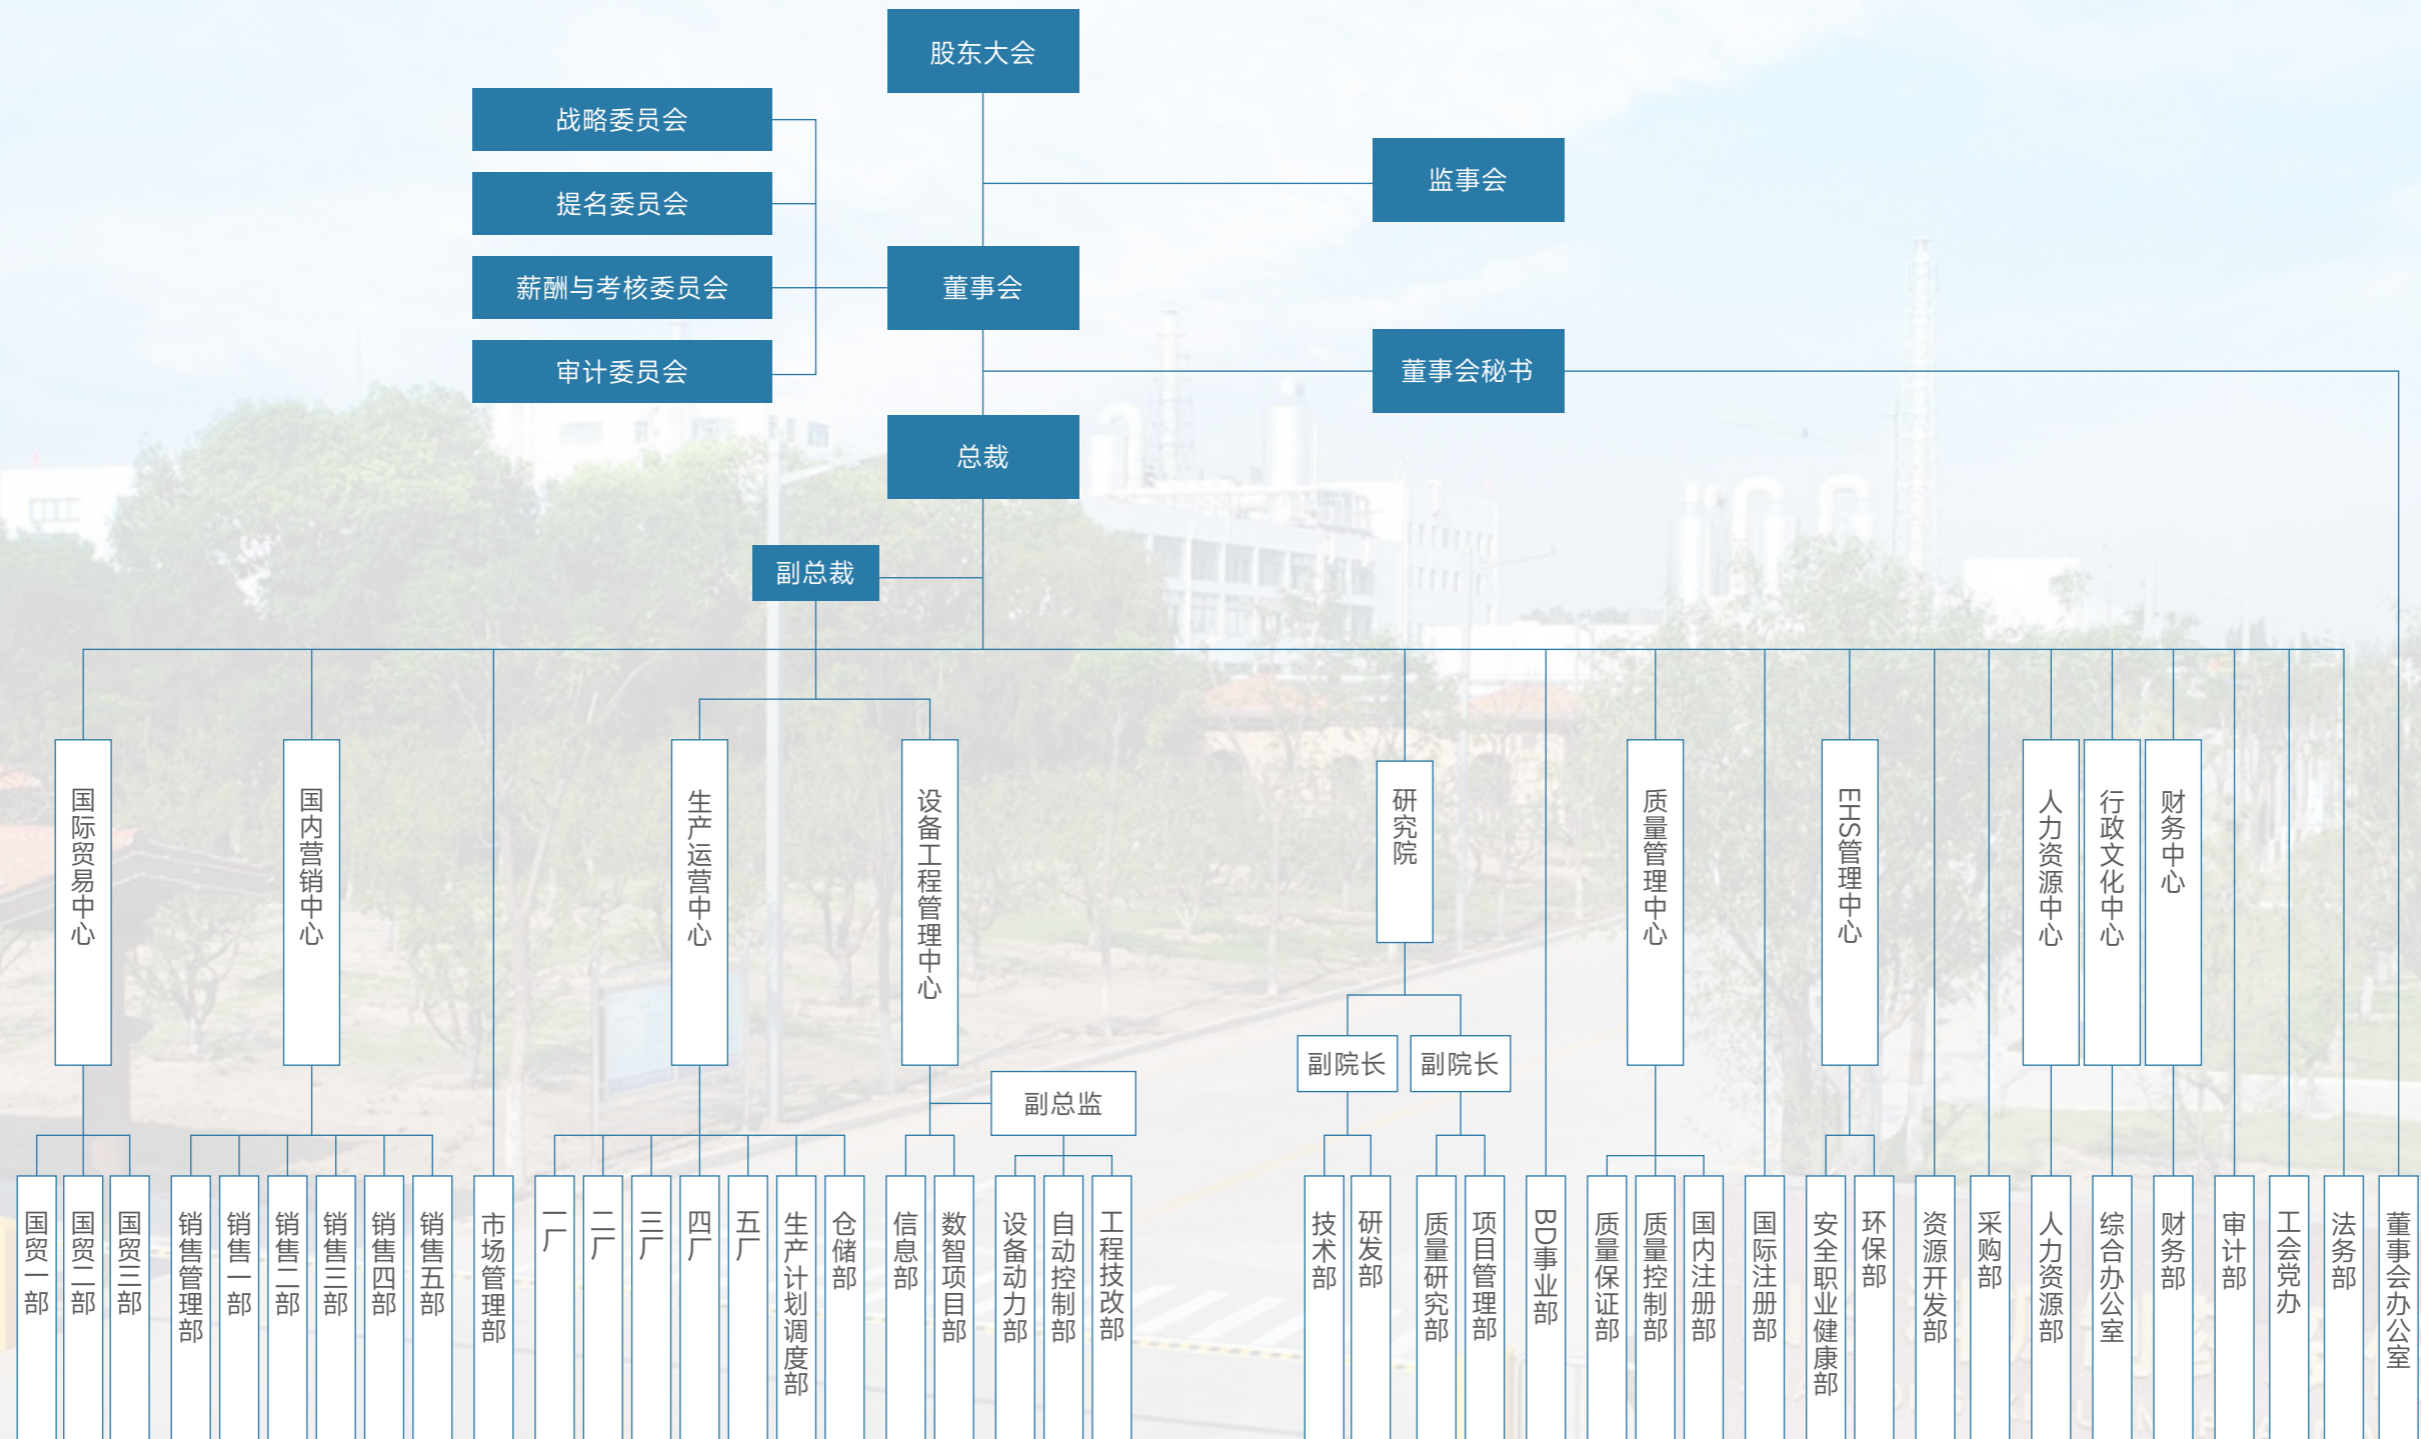 股东大会
战略委员会
监事会
提名委员会
薪酬与考核委员会
董事会
审计委员会
董事会秘书
总裁
副总裁
国际贸易中心
国内营销中心
生产运营中心
设备工程管理中心
研究院
质量管理中心
EHS管理中心
人力资源中心
行政文化中心
财务中心
副院长
副院长
副总监
国贸一部
国贸二部
国贸三部
销售管理部
销售一部
销售二部
销售三部
销售四部
销售五部
市场管理部
一厂
二厂
三厂
四厂
五厂
生产计划调度部
仓储部
信息部
数智项目部
设备动力部
自动控制部
工程技改部
技术部
研发部
质量研究部
项目管理部
BD事业部
质量保证部
质量控制部
国内注册部
国际注册部
安全职业健康部
环保部
资源开发部
采购部
人力资源部
综合办公室
财务部
审计部
工会党办
法务部
董事会办公室